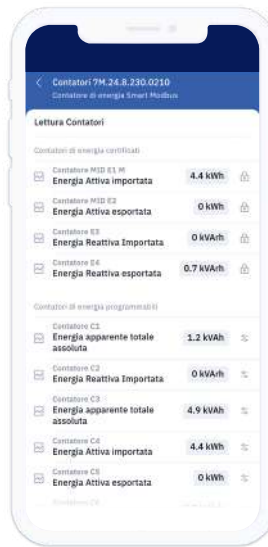 Contatori 7M.24.8.230.0210
Contatore di energia Smart Modbus
Lettura Contatori
Contatori di energia certificati
Contatore MID E1 M
Energia Attiva importata
4.4 kWh
Contatore MID E2
Energia Attiva esportata
0 kWh
Contatore E3
Energia Reattiva Importata
0 kVArh
Contatore E4
Energia Reattiva esportata
0.7 kVArh
Contatori di energia programmabili
Contatore C1
Energia apparente totale
assoluta
1.2 kVAh
Contatore C2
Energia Reattiva Importata
0 kVArh
Contatore C3
Energia apparente totale
assoluta
4.9 kVAh
Contatore C4
Energia Attiva importata
4.4 kWh
Contatore C5
Energia Attiva esportata
0 kWh
Contatore C6